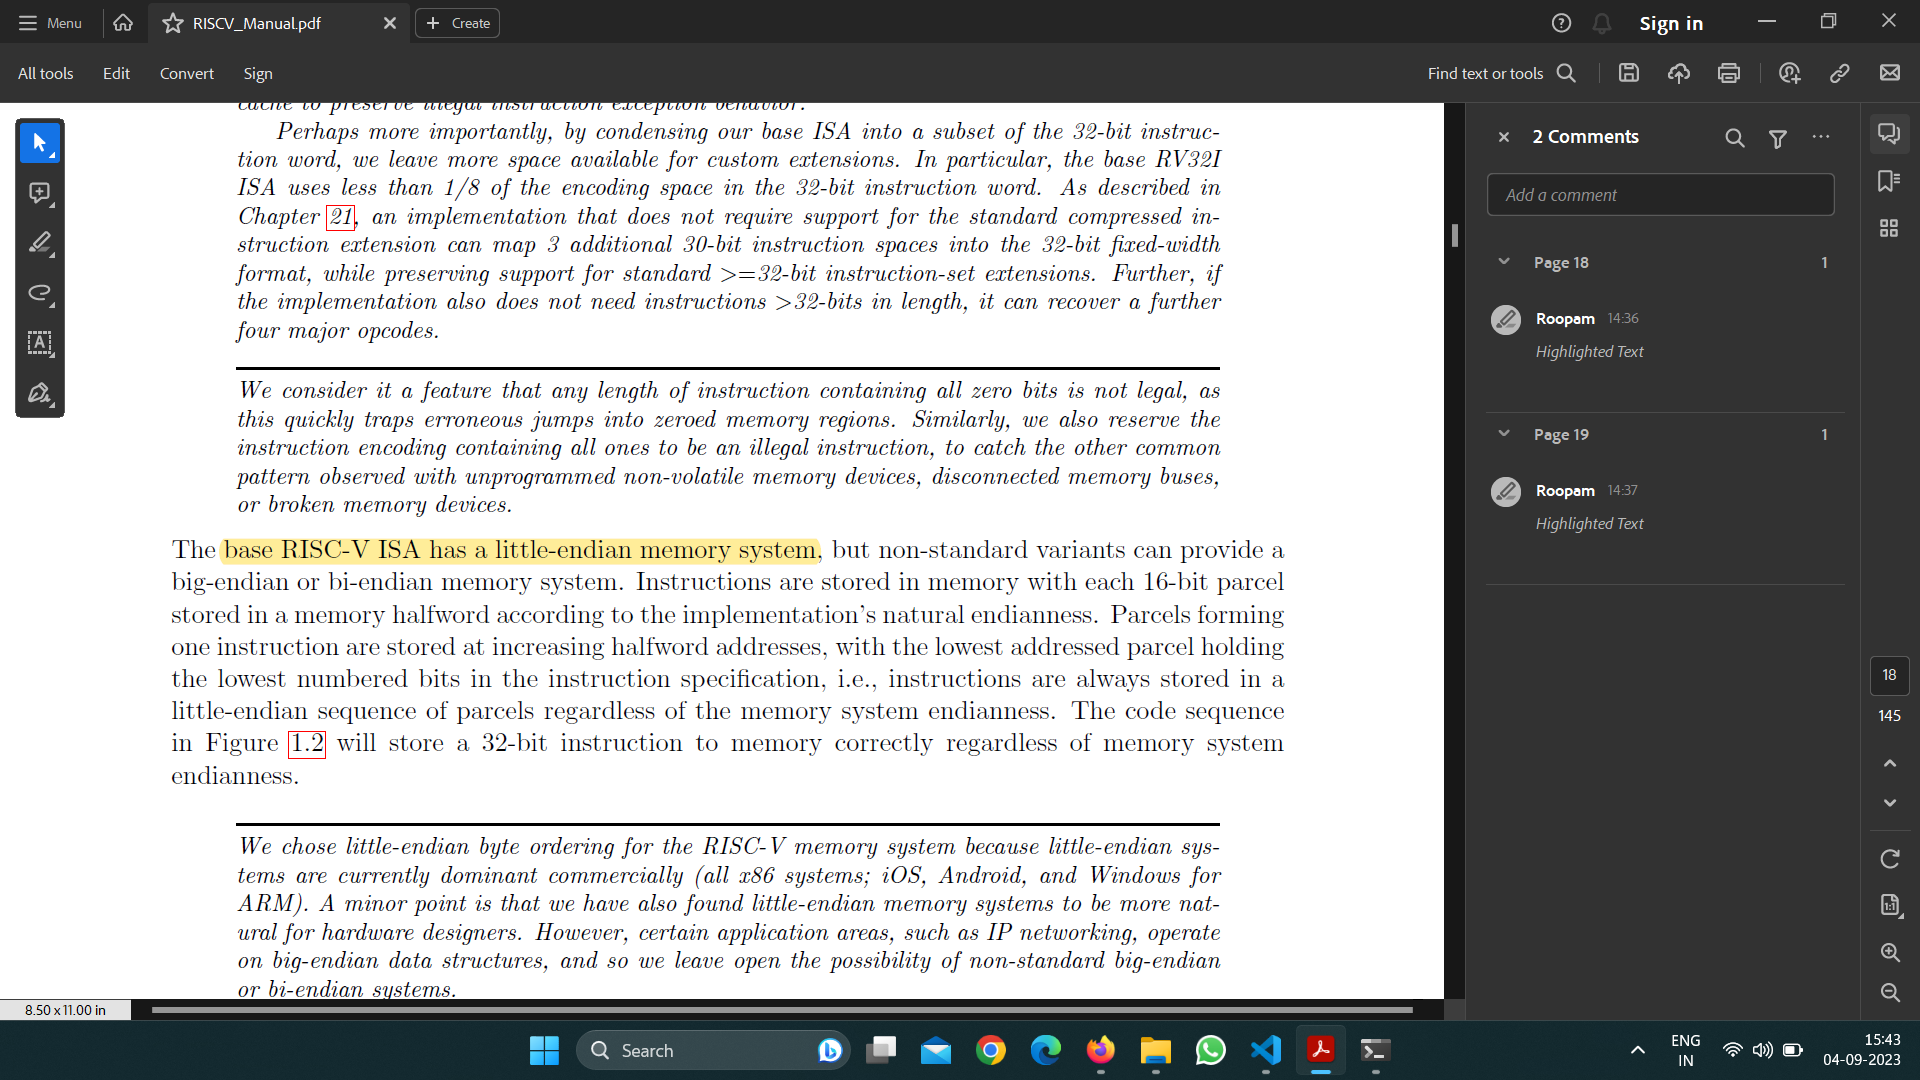 Menu
RISCV_Manual.pdf
Create
Sign in
All tools
Edit
Convert
Sign
Find text or tools
cache to preserve illegal instruction exception behavior.
Perhaps more importantly, by condensing our base ISA into a subset of the 32-bit instruc-
tion word, we leave more space available for custom extensions. In particular, the base RV32I
ISA uses less than 1/8 of the encoding space in the 32-bit instruction word. As described in
Chapter 21, an implementation that does not require support for the standard compressed in-
struction extension can map 3 additional 30-bit instruction spaces into the 32-bit fixed-width
format, while preserving support for standard >=32-bit instruction-set extensions. Further, if
the implementation also does not need instructions >32-bits in length, it can recover a further
four major opcodes.
We consider it a feature that any length of instruction containing all zero bits is not legal, as
this quickly traps erroneous jumps into zeroed memory regions. Similarly, we also reserve the
instruction encoding containing all ones to be an illegal instruction, to catch the other common
pattern observed with unprogrammed non-volatile memory devices, disconnected memory buses,
or broken memory devices.
The base RISC-V ISA has a little-endian memory system, but non-standard variants can provide a
big-endian or bi-endian memory system. Instructions are stored in memory with each 16-bit parcel
stored in a memory halfword according to the implementation's natural endianness. Parcels forming
one instruction are stored at increasing halfword addresses, with the lowest addressed parcel holding
the lowest numbered bits in the instruction specification, i.e., instructions are always stored in a
little-endian sequence of parcels regardless of the memory system endianness. The code sequence
in Figure 1.2 will store a 32-bit instruction to memory correctly regardless of memory system
endianness.
We chose little-endian byte ordering for the RISC-V memory system because little-endian sys-
tems are currently dominant commercially (all x86 systems; iOS, Android, and Windows for
ARM). A minor point is that we have also found little-endian memory systems to be more nat-
ural for hardware designers. However, certain application areas, such as IP networking, operate
on big-endian data structures, and so we leave open the possibility of non-standard big-endian
or bi-endian systems.
8.50 x 11.00 in
2 Comments
Add a comment
Page 18
1
Roopam 14:36
Highlighted Text
Page 19
1
Roopam 14:37
Highlighted Text
18
145
Search
ENG
IN
15:43
04-09-2023